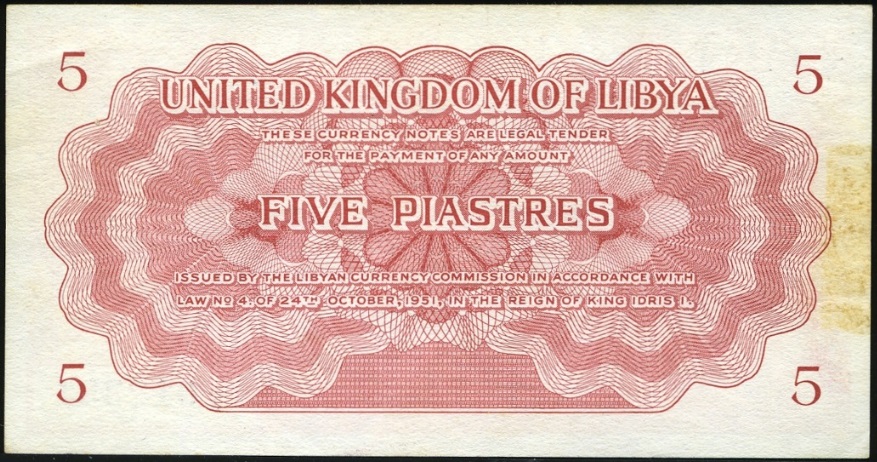 5 5
UNITED KINGDOM OF LIBYA
THESE CURRENCY NOTES ARE LEGAL TENDER
FOR THE PAYMENT OF ANY AMOUNT
FIVE PIASTRES
ISSUED BY THE LIBYAN CURRENCY COMMISSION IN ACCORDANCE WITH
LAW Nº 4. OF 24TH OCTOBER, 1951, IN THE REIGN OF KING IDRIS I.
5 5